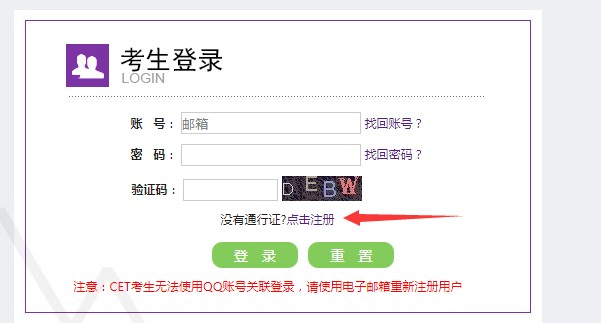 考生登录
LOGIN
账 号： 邮箱 找回账号？
密 码： 找回密码？
验证码： D E B W
没有通行证?点击注册
登 录 重 置
注意：CET考生无法使用QQ账号关联登录，请使用电子邮箱重新注册用户